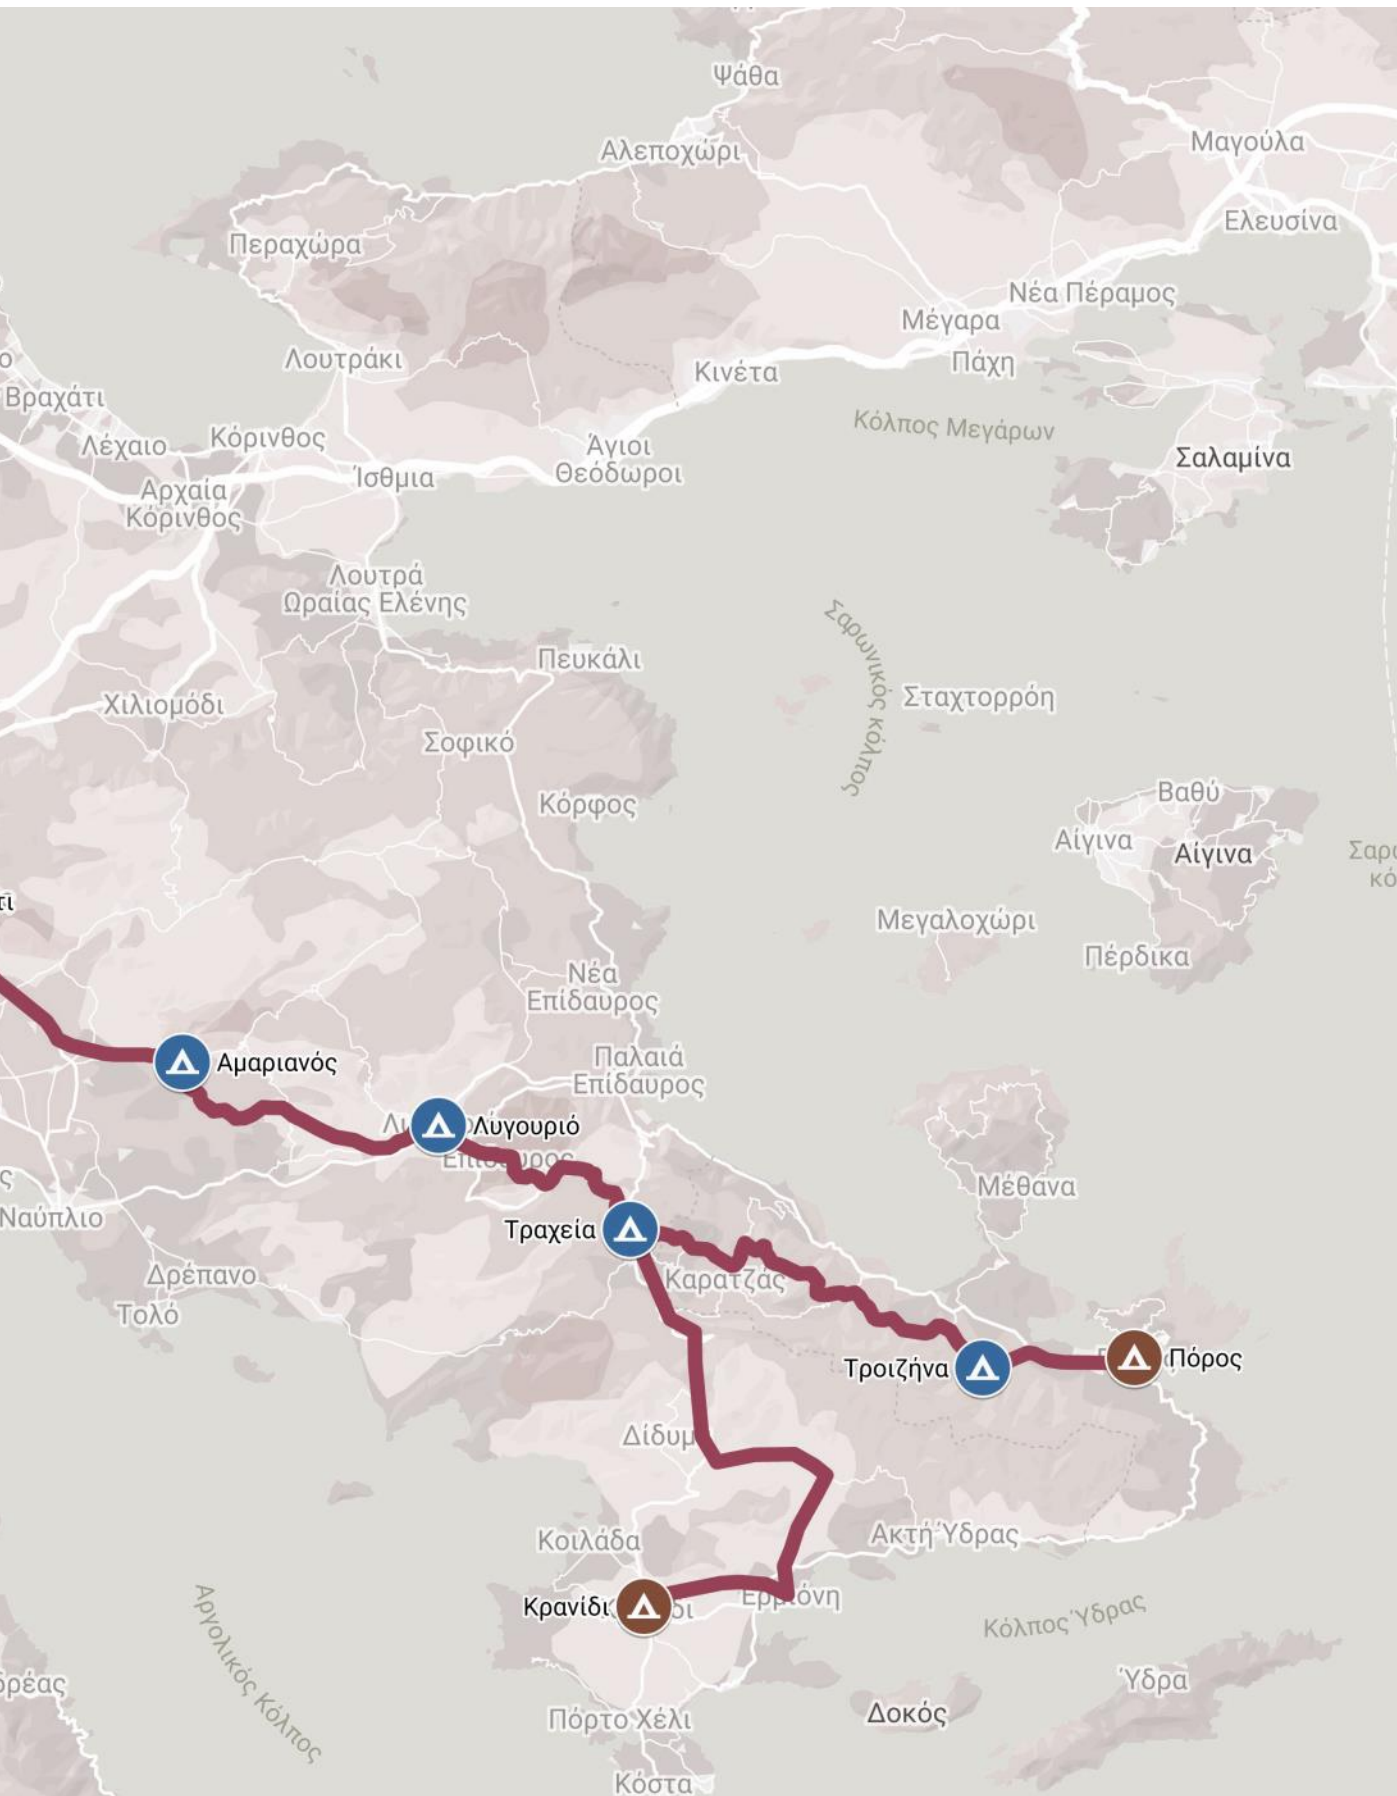 Ψάθα
Μαγούλα
Αλεποχώρι
Ελευσίνα
Περαχώρα
Νέα Πέραμος
Μέγαρα
Πάχη
Λουτράκι
Κινέτα
Βραχάτι
Κόλπος Μεγάρων
Λέχαιο
Κόρινθος
Άγιοι
Θεόδωροι
Σαλαμίνα
Ίσθμια
Αρχαία
Κόρινθος
Λουτρά
Ωραίας Ελένης
Σαρωνικός κόλπος
Πευκάλι
Σταχτορρόη
Χιλιομόδι
Σοφικό
Κόρφος
Βαθύ
Αίγινα
Αίγινα
Μεγαλοχώρι
Πέρδικα
Νέα
Επίδαυρος
Παλαιά
Επίδαυρος
Αμαριανός
Λυγουριό
Μέθανα
Ναύπλιο
Τραχεία
Καρατζάς
Δρέπανο
Τολό
Τροιζήνα
Πόρος
Δίδυμ
Κοιλάδα
Ακτή Ύδρας
Κρανίδι
Ερμιόνη
Κόλπος Ύδρας
Αργολικός Κόλπος
Ύδρα
Δοκός
Πόρτο Χέλι
Κόστα